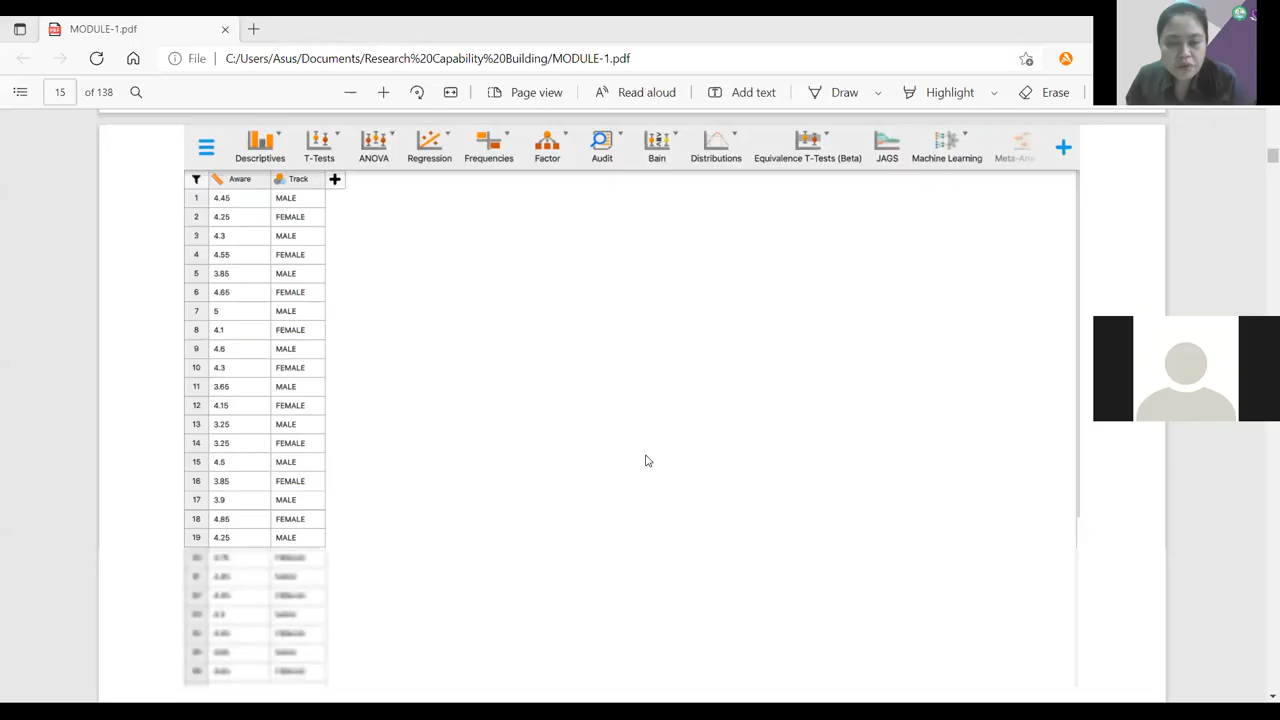 MODULE-1.pdf
File C:/Users/Asus/Documents/Research%20Capability%20Building/MODULE-1.pdf
15 of 138 Page view Read aloud Add text Draw Highlight Erase
Descriptives T-Tests ANOVA Regression Frequencies Factor Audit Bain Distributions Equivalence T-Tests (Beta) JAGS Machine Learning
Aware Track
1 4.45 MALE
2 4.25 FEMALE
3 4.3 MALE
4 4.55 FEMALE
5 3.85 MALE
6 4.65 FEMALE
7 5 MALE
8 4.1 FEMALE
9 4.6 MALE
10 4.3 FEMALE
11 3.65 MALE
12 4.15 FEMALE
13 3.25 MALE
14 3.25 FEMALE
15 4.5 MALE
16 3.85 FEMALE
17 3.9 MALE
18 4.85 FEMALE
19 4.25 MALE